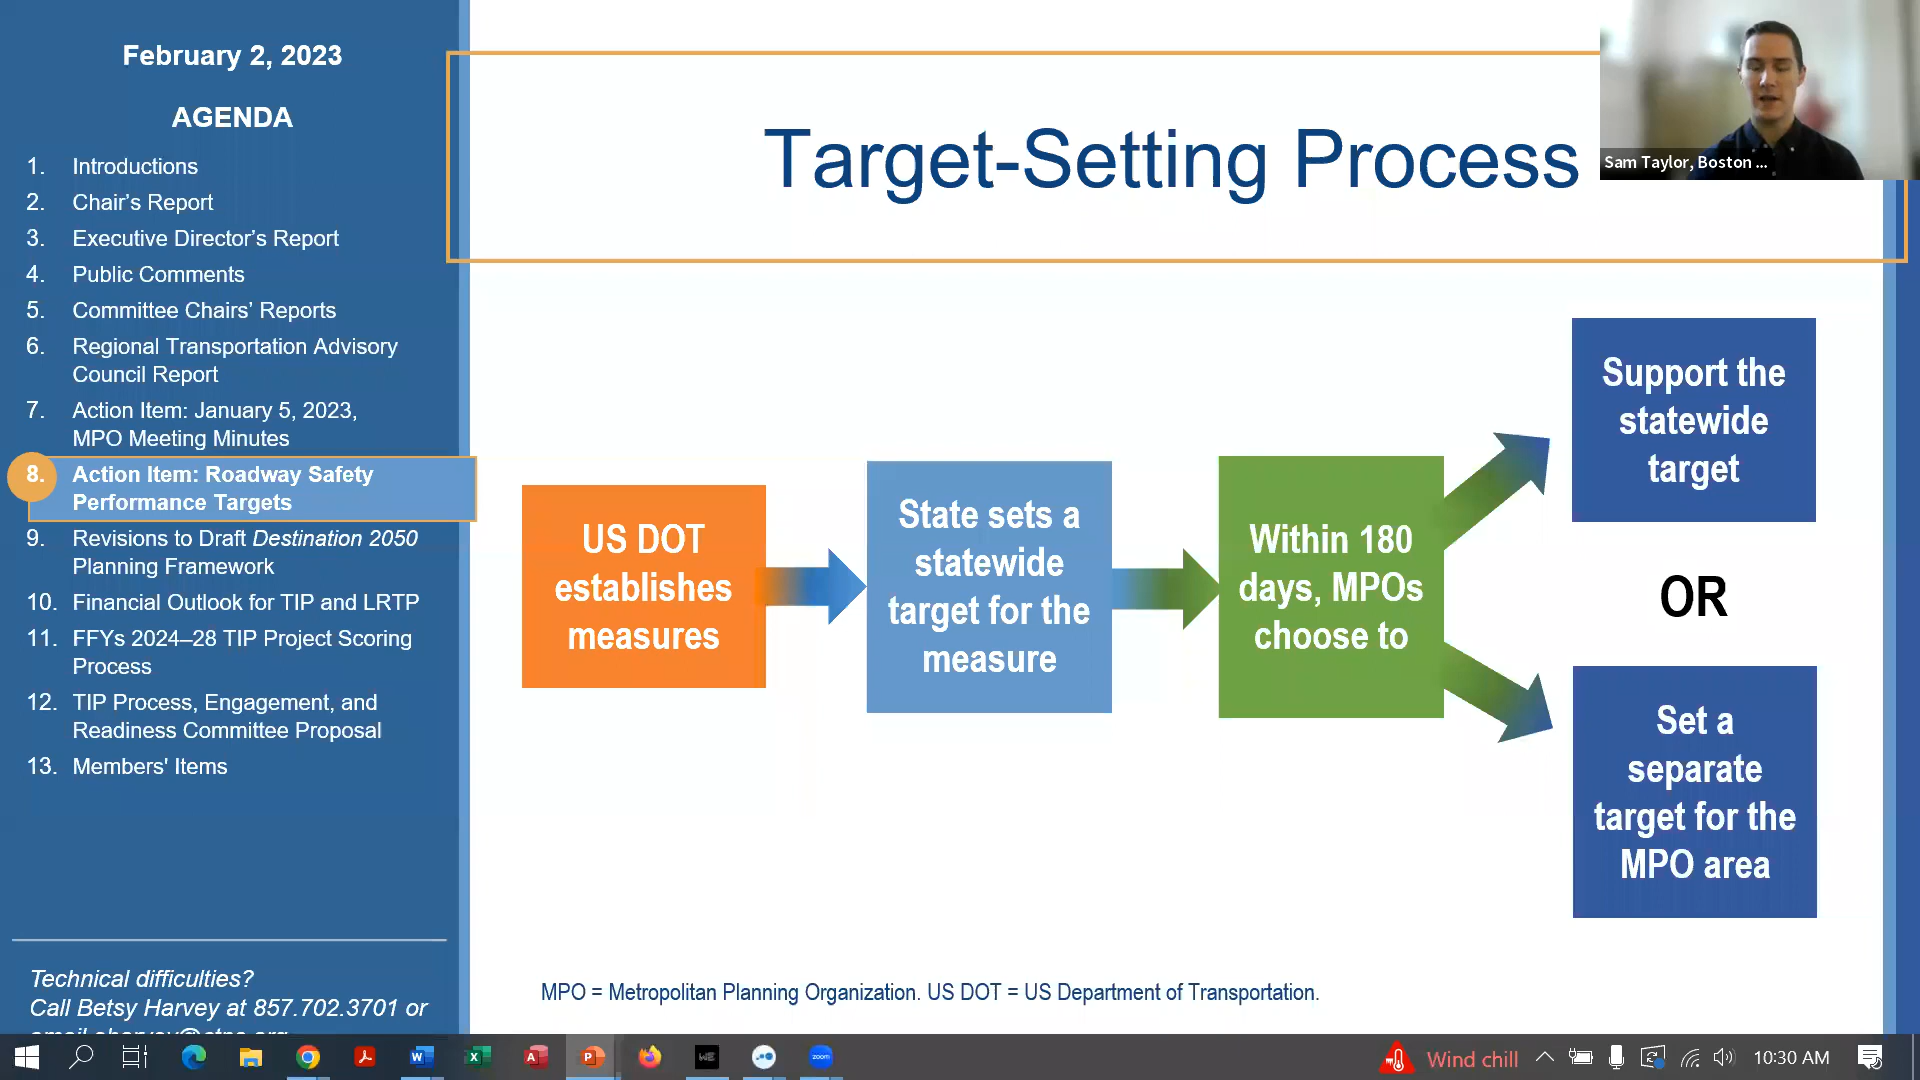 February 2, 2023
AGENDA
1. Introductions
2. Chair's Report
3. Executive Director's Report
4. Public Comments
5. Committee Chairs' Reports
6. Regional Transportation Advisory
Council Report
7. Action Item: January 5, 2023,
MPO Meeting Minutes
8. Action Item: Roadway Safety
Performance Targets
9. Revisions to Draft Destination 2050
Planning Framework
10. Financial Outlook for TIP and LRTP
11. FFYs 2024–28 TIP Project Scoring
Process
12. TIP Process, Engagement, and
Readiness Committee Proposal
13. Members' Items
Technical difficulties?
Call Betsy Harvey at 857.702.3701 or
Target-Setting Process
Sam Taylor, Boston ...
US DOT
establishes
measures
State sets a
statewide
target for the
measure
Within 180
days, MPOs
choose to
Support the
statewide
target
OR
Set a
separate
target for the
MPO area
MPO = Metropolitan Planning Organization. US DOT = US Department of Transportation.
WE
zoom
Wind chill
10:30 AM